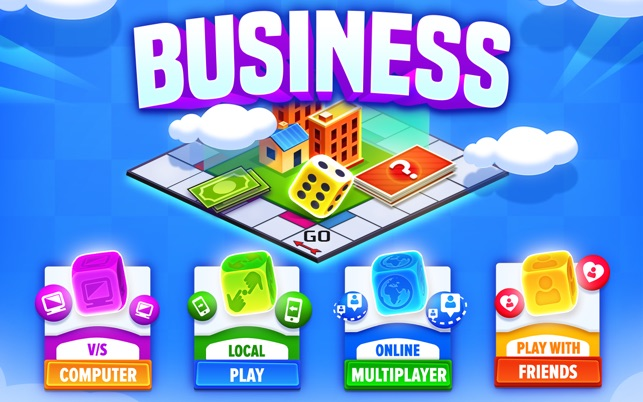 BUSINESS
?
GO
V/S
COMPUTER
LOCAL
PLAY
ONLINE
MULTIPLAYER
PLAY WITH
FRIENDS